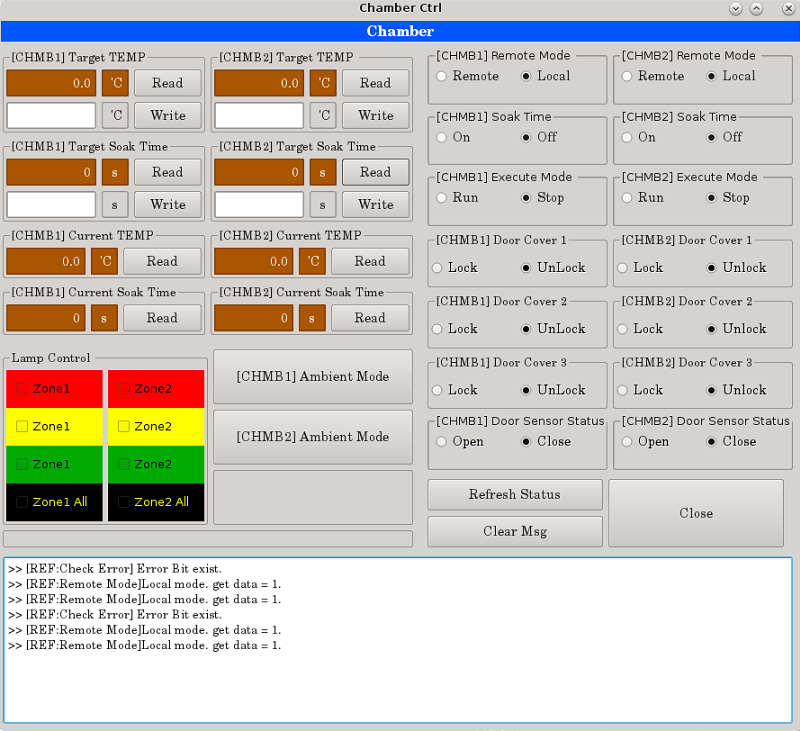 Chamber Ctrl
Chamber
[CHMB1] Target TEMP
0.0 'C Read
'C Write
[CHMB2] Target TEMP
0.0 'C Read
'C Write
[CHMB1] Target Soak Time
0 s Read
s Write
[CHMB2] Target Soak Time
0 s Read
s Write
[CHMB1] Current TEMP
0.0 'C Read
[CHMB2] Current TEMP
0.0 'C Read
[CHMB1] Current Soak Time
0 s Read
[CHMB2] Current Soak Time
0 s Read
Lamp Control
Zone1 Zone2
Zone1 Zone2
Zone1 Zone2
Zone1 All Zone2 All
[CHMB1] Ambient Mode
[CHMB2] Ambient Mode
[CHMB1] Remote Mode
Remote Local
[CHMB2] Remote Mode
Remote Local
[CHMB1] Soak Time
On Off
[CHMB2] Soak Time
On Off
[CHMB1] Execute Mode
Run Stop
[CHMB2] Execute Mode
Run Stop
[CHMB1] Door Cover 1
Lock UnLock
[CHMB2] Door Cover 1
Lock Unlock
[CHMB1] Door Cover 2
Lock UnLock
[CHMB2] Door Cover 2
Lock Unlock
[CHMB1] Door Cover 3
Lock UnLock
[CHMB2] Door Cover 3
Lock Unlock
[CHMB1] Door Sensor Status
Open Close
[CHMB2] Door Sensor Status
Open Close
Refresh Status
Clear Msg
Close
>> [REF:Check Error] Error Bit exist.
>> [REF:Remote Mode]Local mode. get data = 1.
>> [REF:Remote Mode]Local mode. get data = 1.
>> [REF:Check Error] Error Bit exist.
>> [REF:Remote Mode]Local mode. get data = 1.
>> [REF:Remote Mode]Local mode. get data = 1.